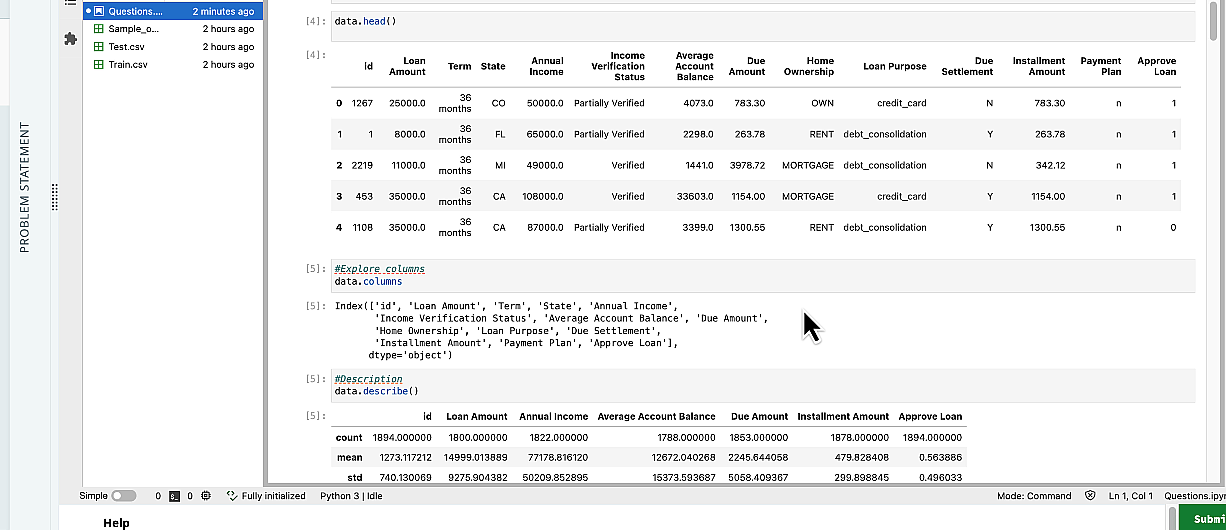 Questions.... 2 minutes ago
Sample_o... 2 hours ago
Test.csv 2 hours ago
Train.csv 2 hours ago
PROBLEM STATEMENT
[4]: data.head()
[4]:
id Loan Amount Term State Annual Income Income Verification Status Average Account Balance Due Amount Home Ownership Loan Purpose Due Settlement Installment Amount Payment Plan Approve Loan
0 1267 25000.0 36 months CO 50000.0 Partially Verified 4073.0 783.30 OWN credit_card N 783.30 n 1
1 1 8000.0 36 months FL 65000.0 Partially Verified 2298.0 263.78 RENT debt_consolidation Y 263.78 n 1
2 2219 11000.0 36 months MI 49000.0 Verified 1441.0 3978.72 MORTGAGE debt_consolidation N 342.12 n 1
3 453 35000.0 36 months CA 108000.0 Verified 33603.0 1154.00 MORTGAGE credit_card Y 1154.00 n 1
4 1108 35000.0 36 months CA 87000.0 Partially Verified 3399.0 1300.55 RENT debt_consolidation Y 1300.55 n 0
[5]: #Explore columns
data.columns
[5]: Index(['id', 'Loan Amount', 'Term', 'State', 'Annual Income',
'Income Verification Status', 'Average Account Balance', 'Due Amount',
'Home Ownership', 'Loan Purpose', 'Due Settlement',
'Installment Amount', 'Payment Plan', 'Approve Loan'],
dtype='object')
[5]: #Description
data.describe()
[5]:
id Loan Amount Annual Income Average Account Balance Due Amount Installment Amount Approve Loan
count 1894.000000 1800.000000 1822.000000 1788.000000 1853.000000 1878.000000 1894.000000
mean 1273.117212 14999.013889 77178.816120 12672.040268 2245.644058 479.828408 0.563886
std 740.130069 9275.904382 50209.852895 15373.593687 5058.409367 299.898845 0.496033
Simple 0 0 Fully initialized Python 3 | Idle Mode: Command Ln 1, Col 1 Questions.ipyn
Help Submi